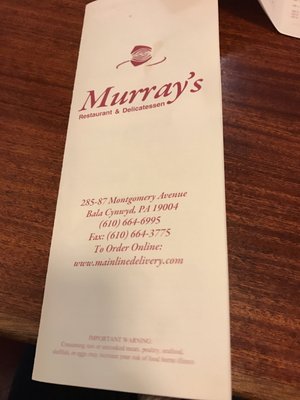 Murray's
Restaurant & Delicatessen
285-87 Montgomery Avenue
Bala Cynwyd, PA 19004
(610) 664-6995
Fax: (610) 664-3775
To Order Online:
www.mainlinedelivery.com
IMPORTANT WARNING:
Consuming raw or uncooked meat, poultry, seafood,
shellfish, or eggs may increase your risk of food borne illness